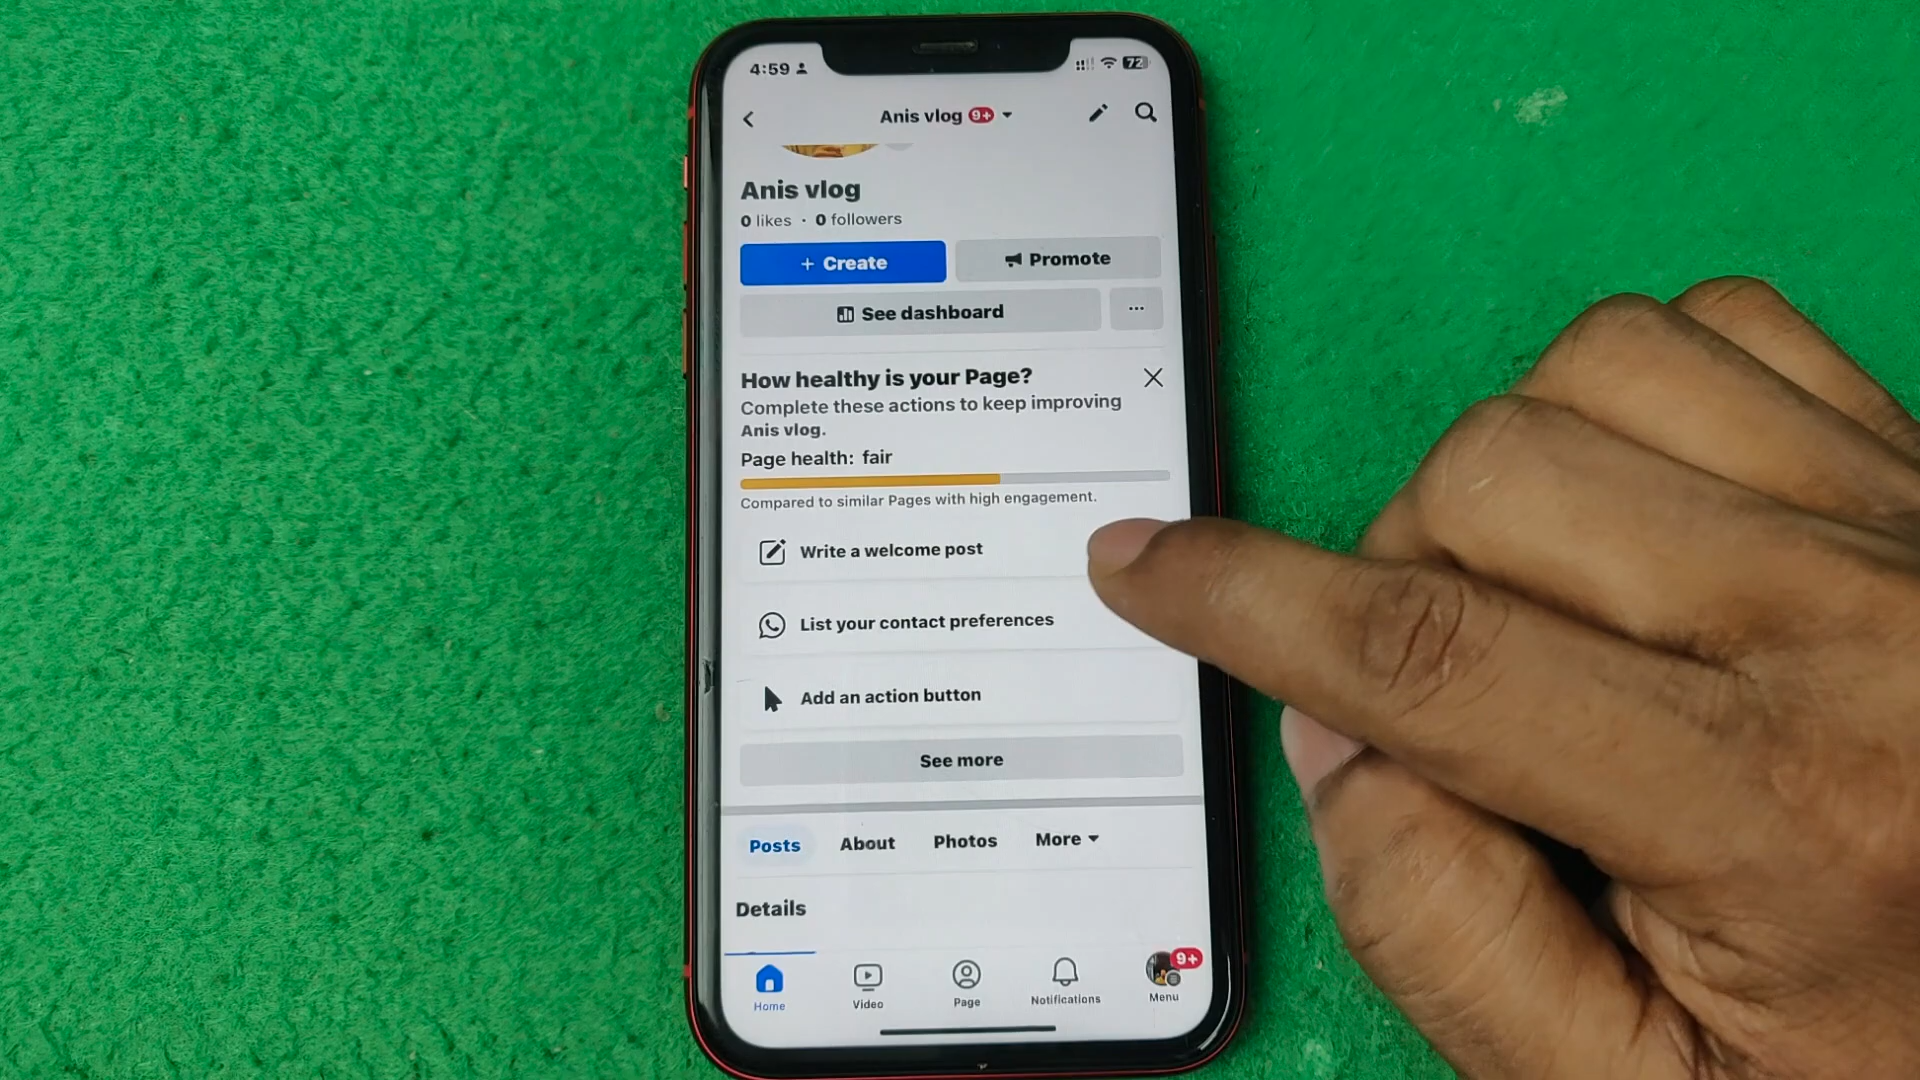 4:59
72
Anis vlog 9+
Anis vlog
0 likes · 0 followers
+ Create
Promote
See dashboard
...
How healthy is your Page?
Complete these actions to keep improving
Anis vlog.
Page health: fair
Compared to similar Pages with high engagement.
Write a welcome post
List your contact preferences
Add an action button
See more
Posts
About
Photos
More
Details
9+
Home
Video
Page
Notifications
Menu